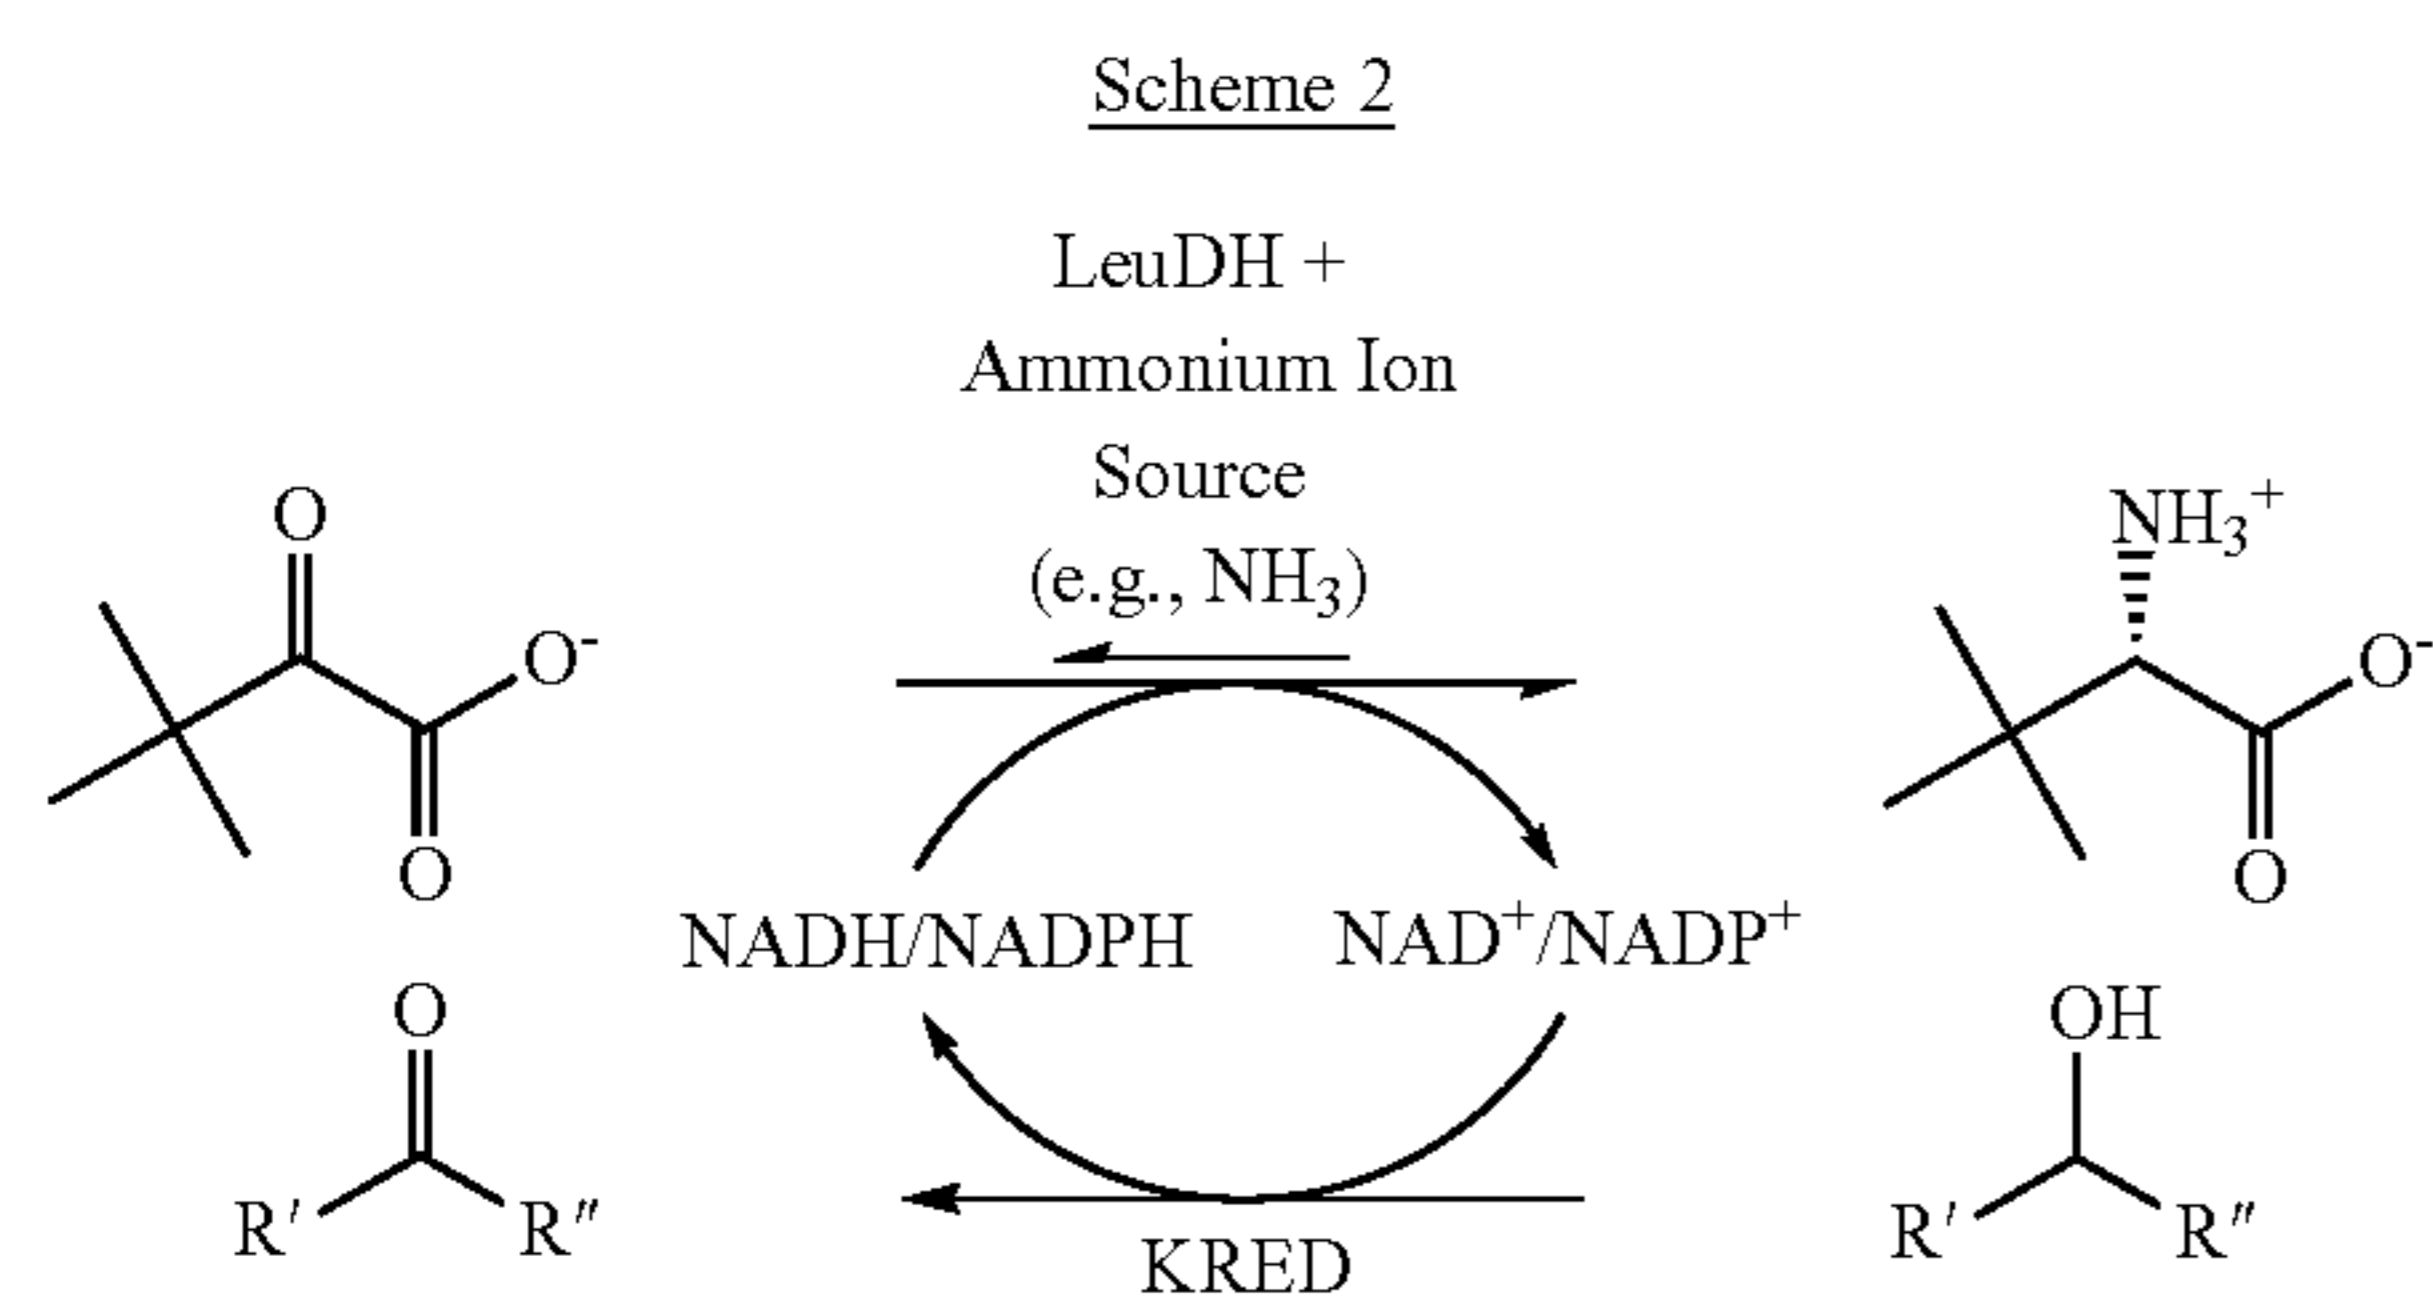 Scheme 2
LeuDH +
Ammonium Ion
Source
(e.g., NH₃)
O
O⁻
O
NH₃⁺
O⁻
O
NADH/NADPH
NAD⁺/NADP⁺
O
R′
R″
OH
R′
R″
KRED